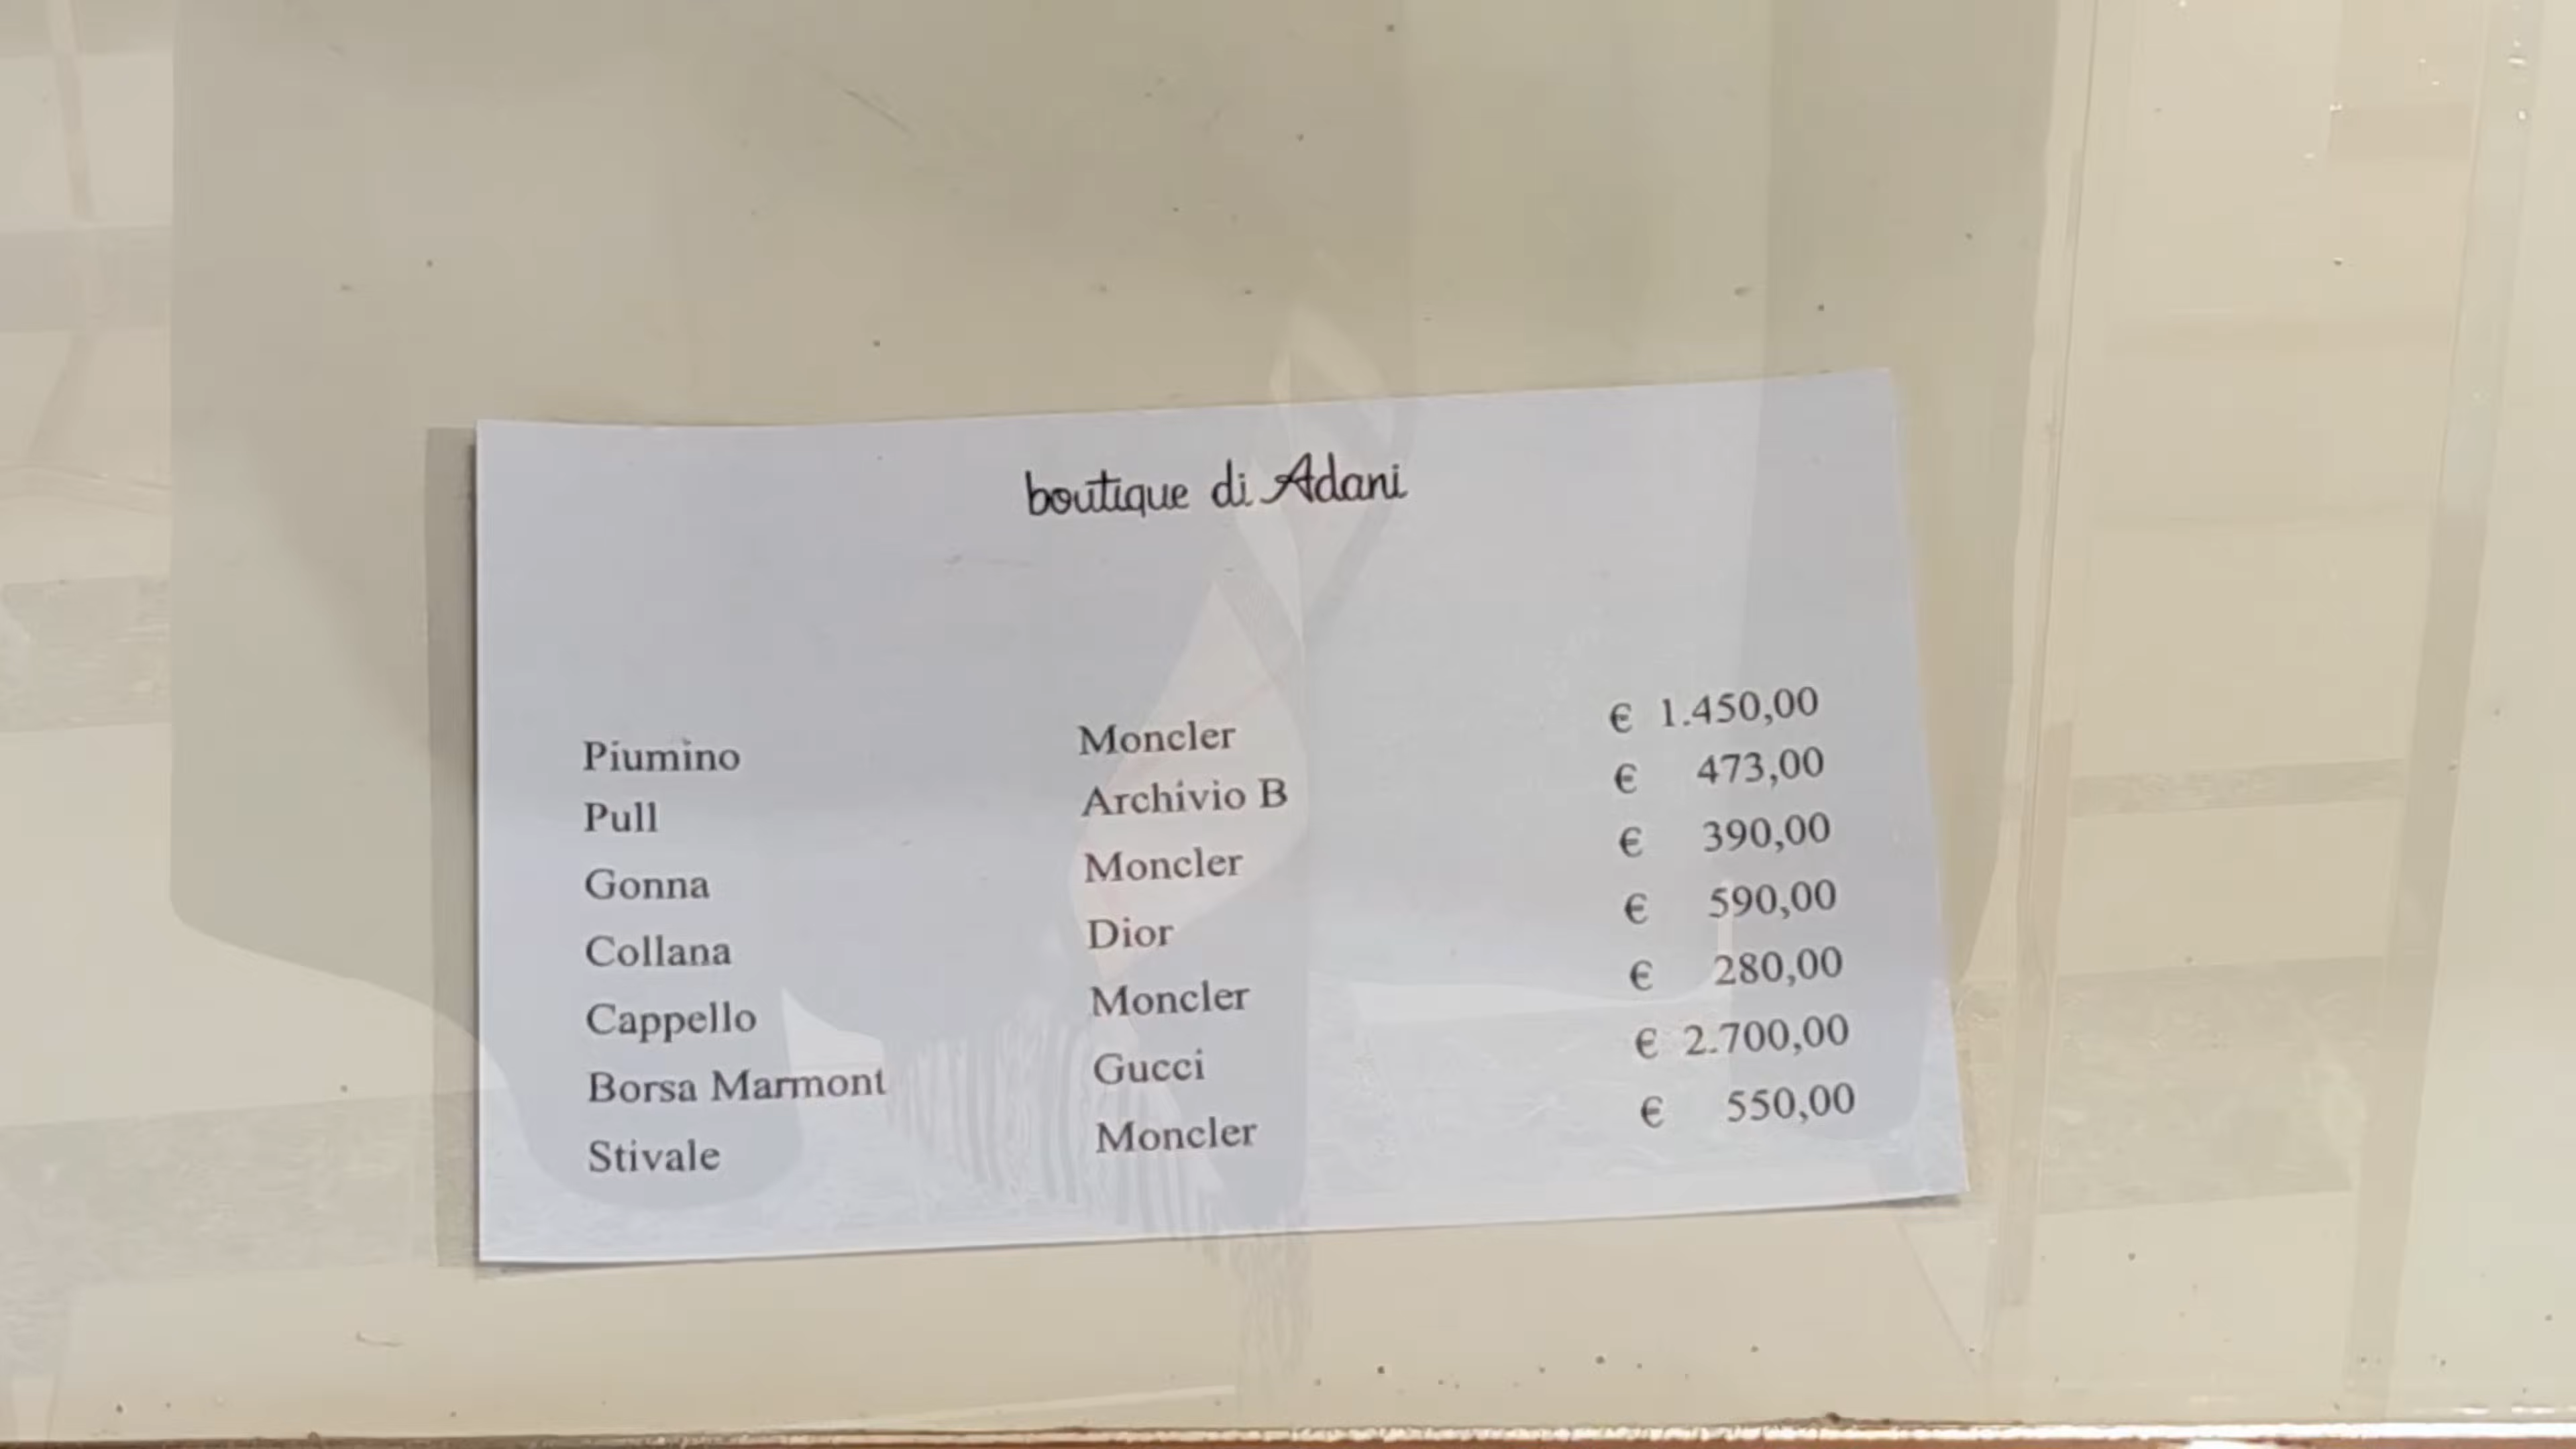 boutique di Adani
Piumino Moncler € 1.450,00
Pull Archivio B € 473,00
Gonna Moncler € 390,00
Collana Dior € 590,00
Cappello Moncler € 280,00
Borsa Marmont Gucci € 2.700,00
Stivale Moncler € 550,00